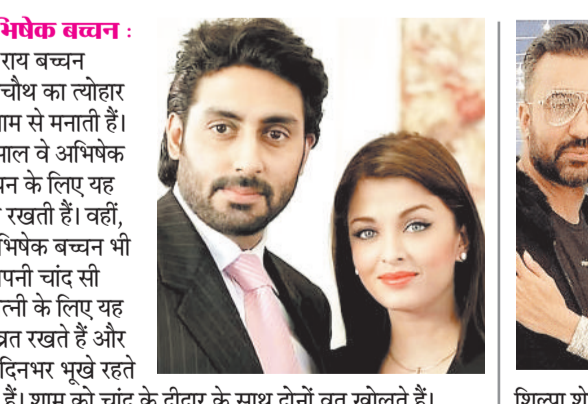 भिषेक बच्चन :
राय बच्चन
चौथ का त्योहार
से मनाती हैं।
वे अभिषेक
के लिए यह
रखती हैं। वहीं,
भिषेक बच्चन भी
पनी चांद सी
त्नी के लिए यह
व्रत रखते हैं और
दिनभर भूखे रहते
हैं। शाम को चांद के दीदार के साथ दोनों व्रत खोलते हैं।
शिल्पा